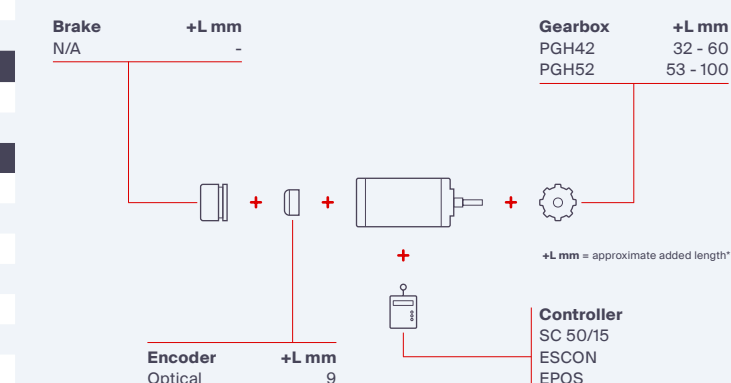 Brake +L mm
N/A -
Gearbox +L mm
PGH42 32 - 60
PGH52 53 - 100
+L mm = approximate added length*
Controller
SC 50/15
ESCON
EPOS
Encoder +L mm
Optical 9